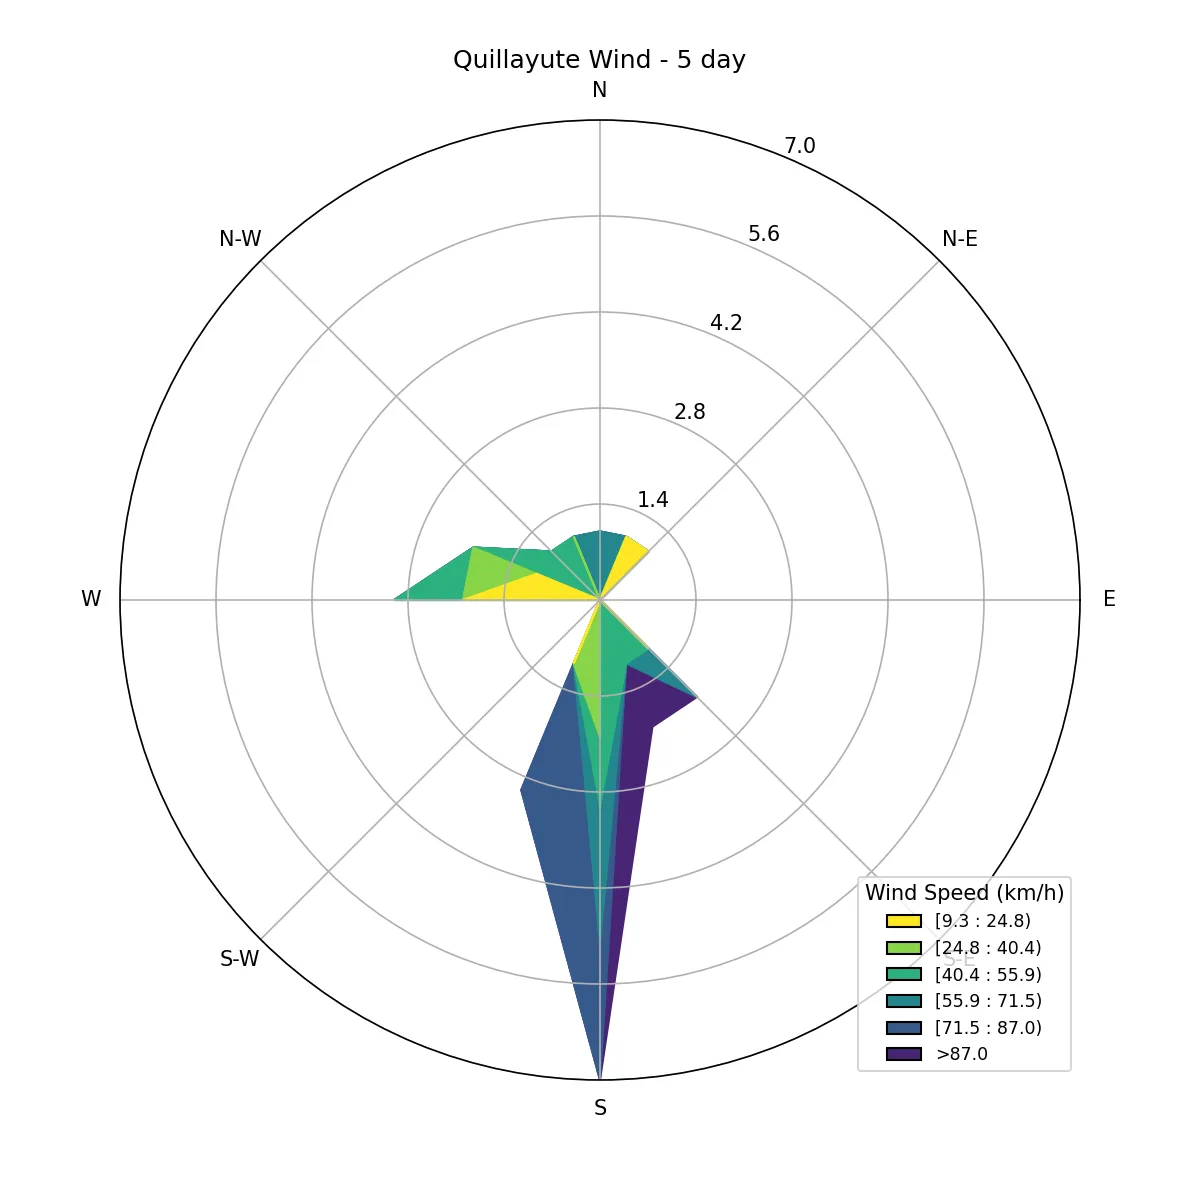 Quillayute Wind - 5 day
N
7.0
N-W
5.6
N-E
4.2
2.8
1.4
W
E
S-W
S-E
S
Wind Speed (km/h)
[9.3 : 24.8)
[24.8 : 40.4)
[40.4 : 55.9)
[55.9 : 71.5)
[71.5 : 87.0)
>87.0